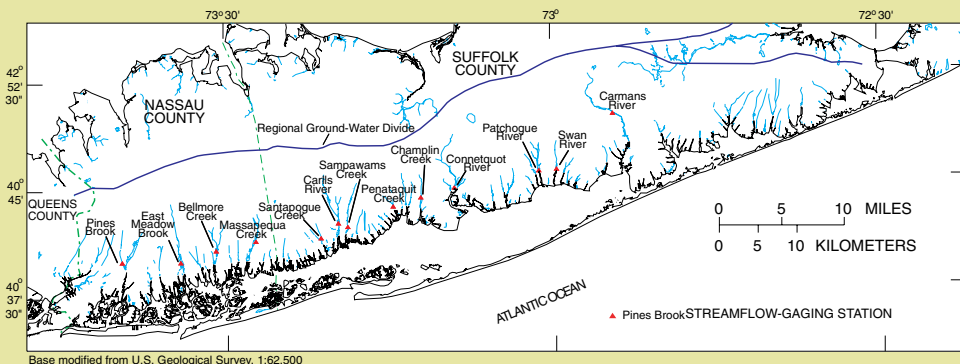 73° 30'
73°
72° 30'
42°
52'
30"
40°
45'
40°
37'
30"
NASSAU
COUNTY
SUFFOLK
COUNTY
QUEENS
COUNTY
Regional Ground-Water Divide
Carmans
River
Patchogue
River
Swan
River
Champlin
Creek
Connetquot
River
Sampawams
Creek
Carlls
River
Penataquit
Creek
Santapogue
Creek
Bellmore
Creek
Massapequa
Creek
East
Meadow
Brook
Pines
Brook
0 5 10 MILES
0 5 10 KILOMETERS
ATLANTIC OCEAN
Pines Brook STREAMFLOW-GAGING STATION
Base modified from U.S. Geological Survey, 1:62,500